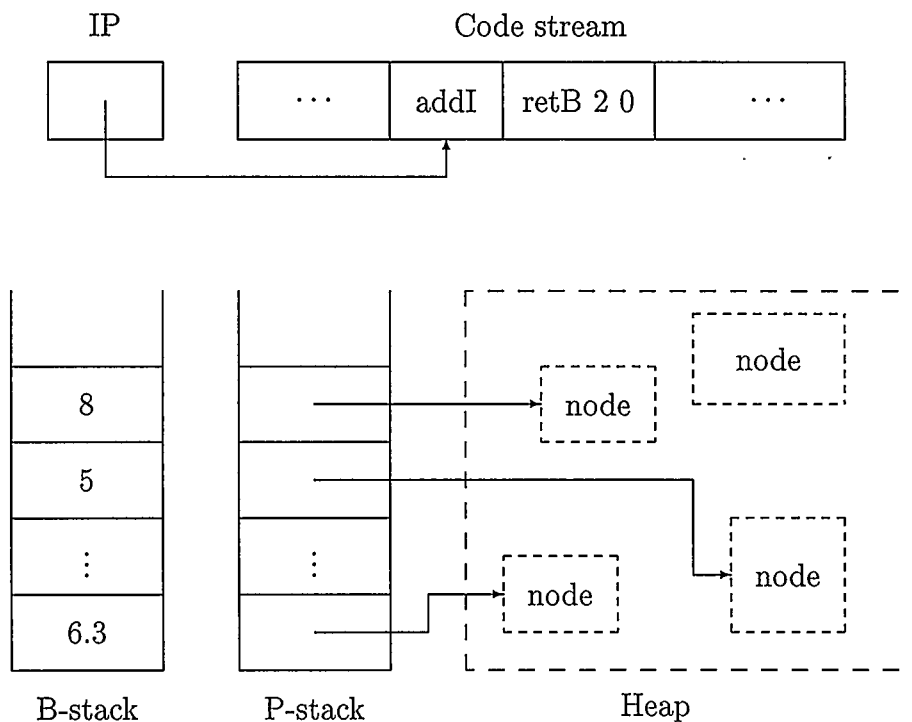 IP
Code stream
··· addI retB 2 0 ···
node
8
node
5
⋮
⋮
node
node
6.3
B-stack
P-stack
Heap